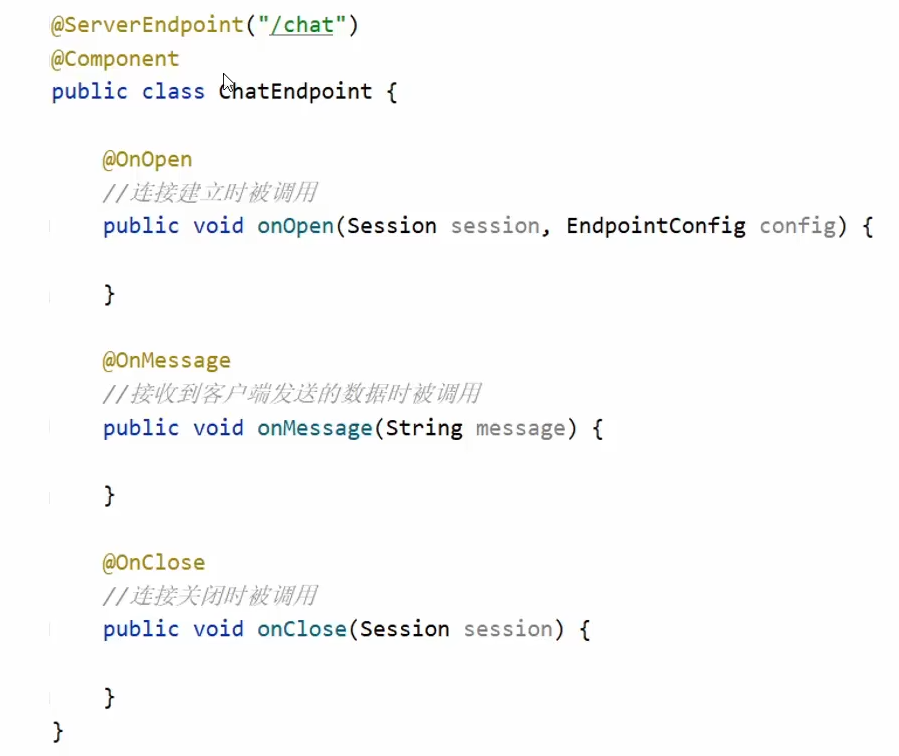 @ServerEndpoint("/chat")
@Component
public class ChatEndpoint {
@OnOpen
//连接建立时被调用
public void onOpen(Session session, EndpointConfig config) {
}
@OnMessage
//接收到客户端发送的数据时被调用
public void onMessage(String message) {
}
@OnClose
//连接关闭时被调用
public void onClose(Session session) {
}
}